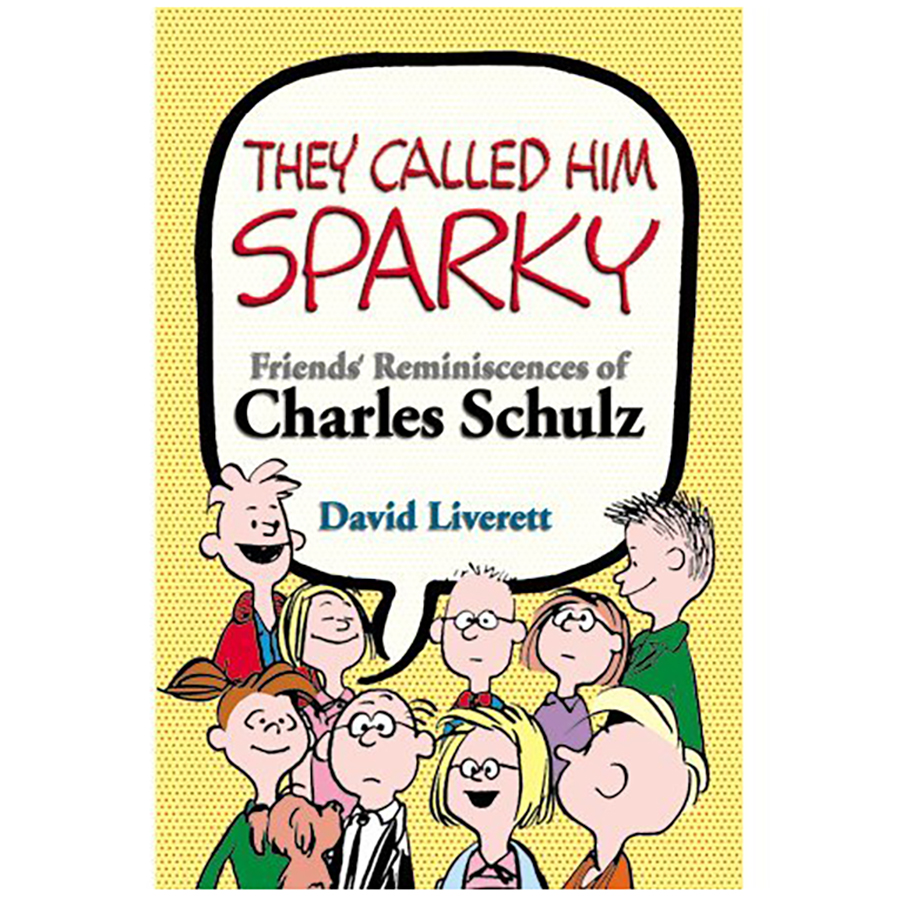 THEY CALLED HIM
SPARKY
Friends' Reminiscences of
Charles Schulz
David Liverett